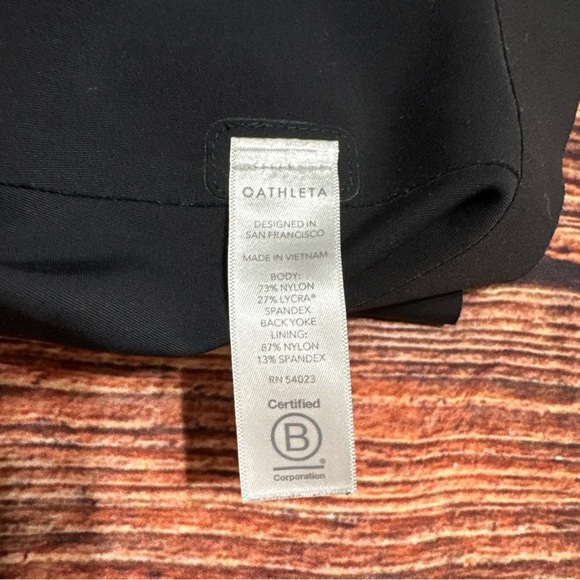 ©ATHLETA
DESIGNED IN
SAN FRANCISCO
MADE IN VIETNAM
BODY:
73% NYLON
27% LYCRA®
SPANDEX
BACK YOKE
LINING:
87% NYLON
13% SPANDEX
RN 54023
Certified
B
®
Corporation